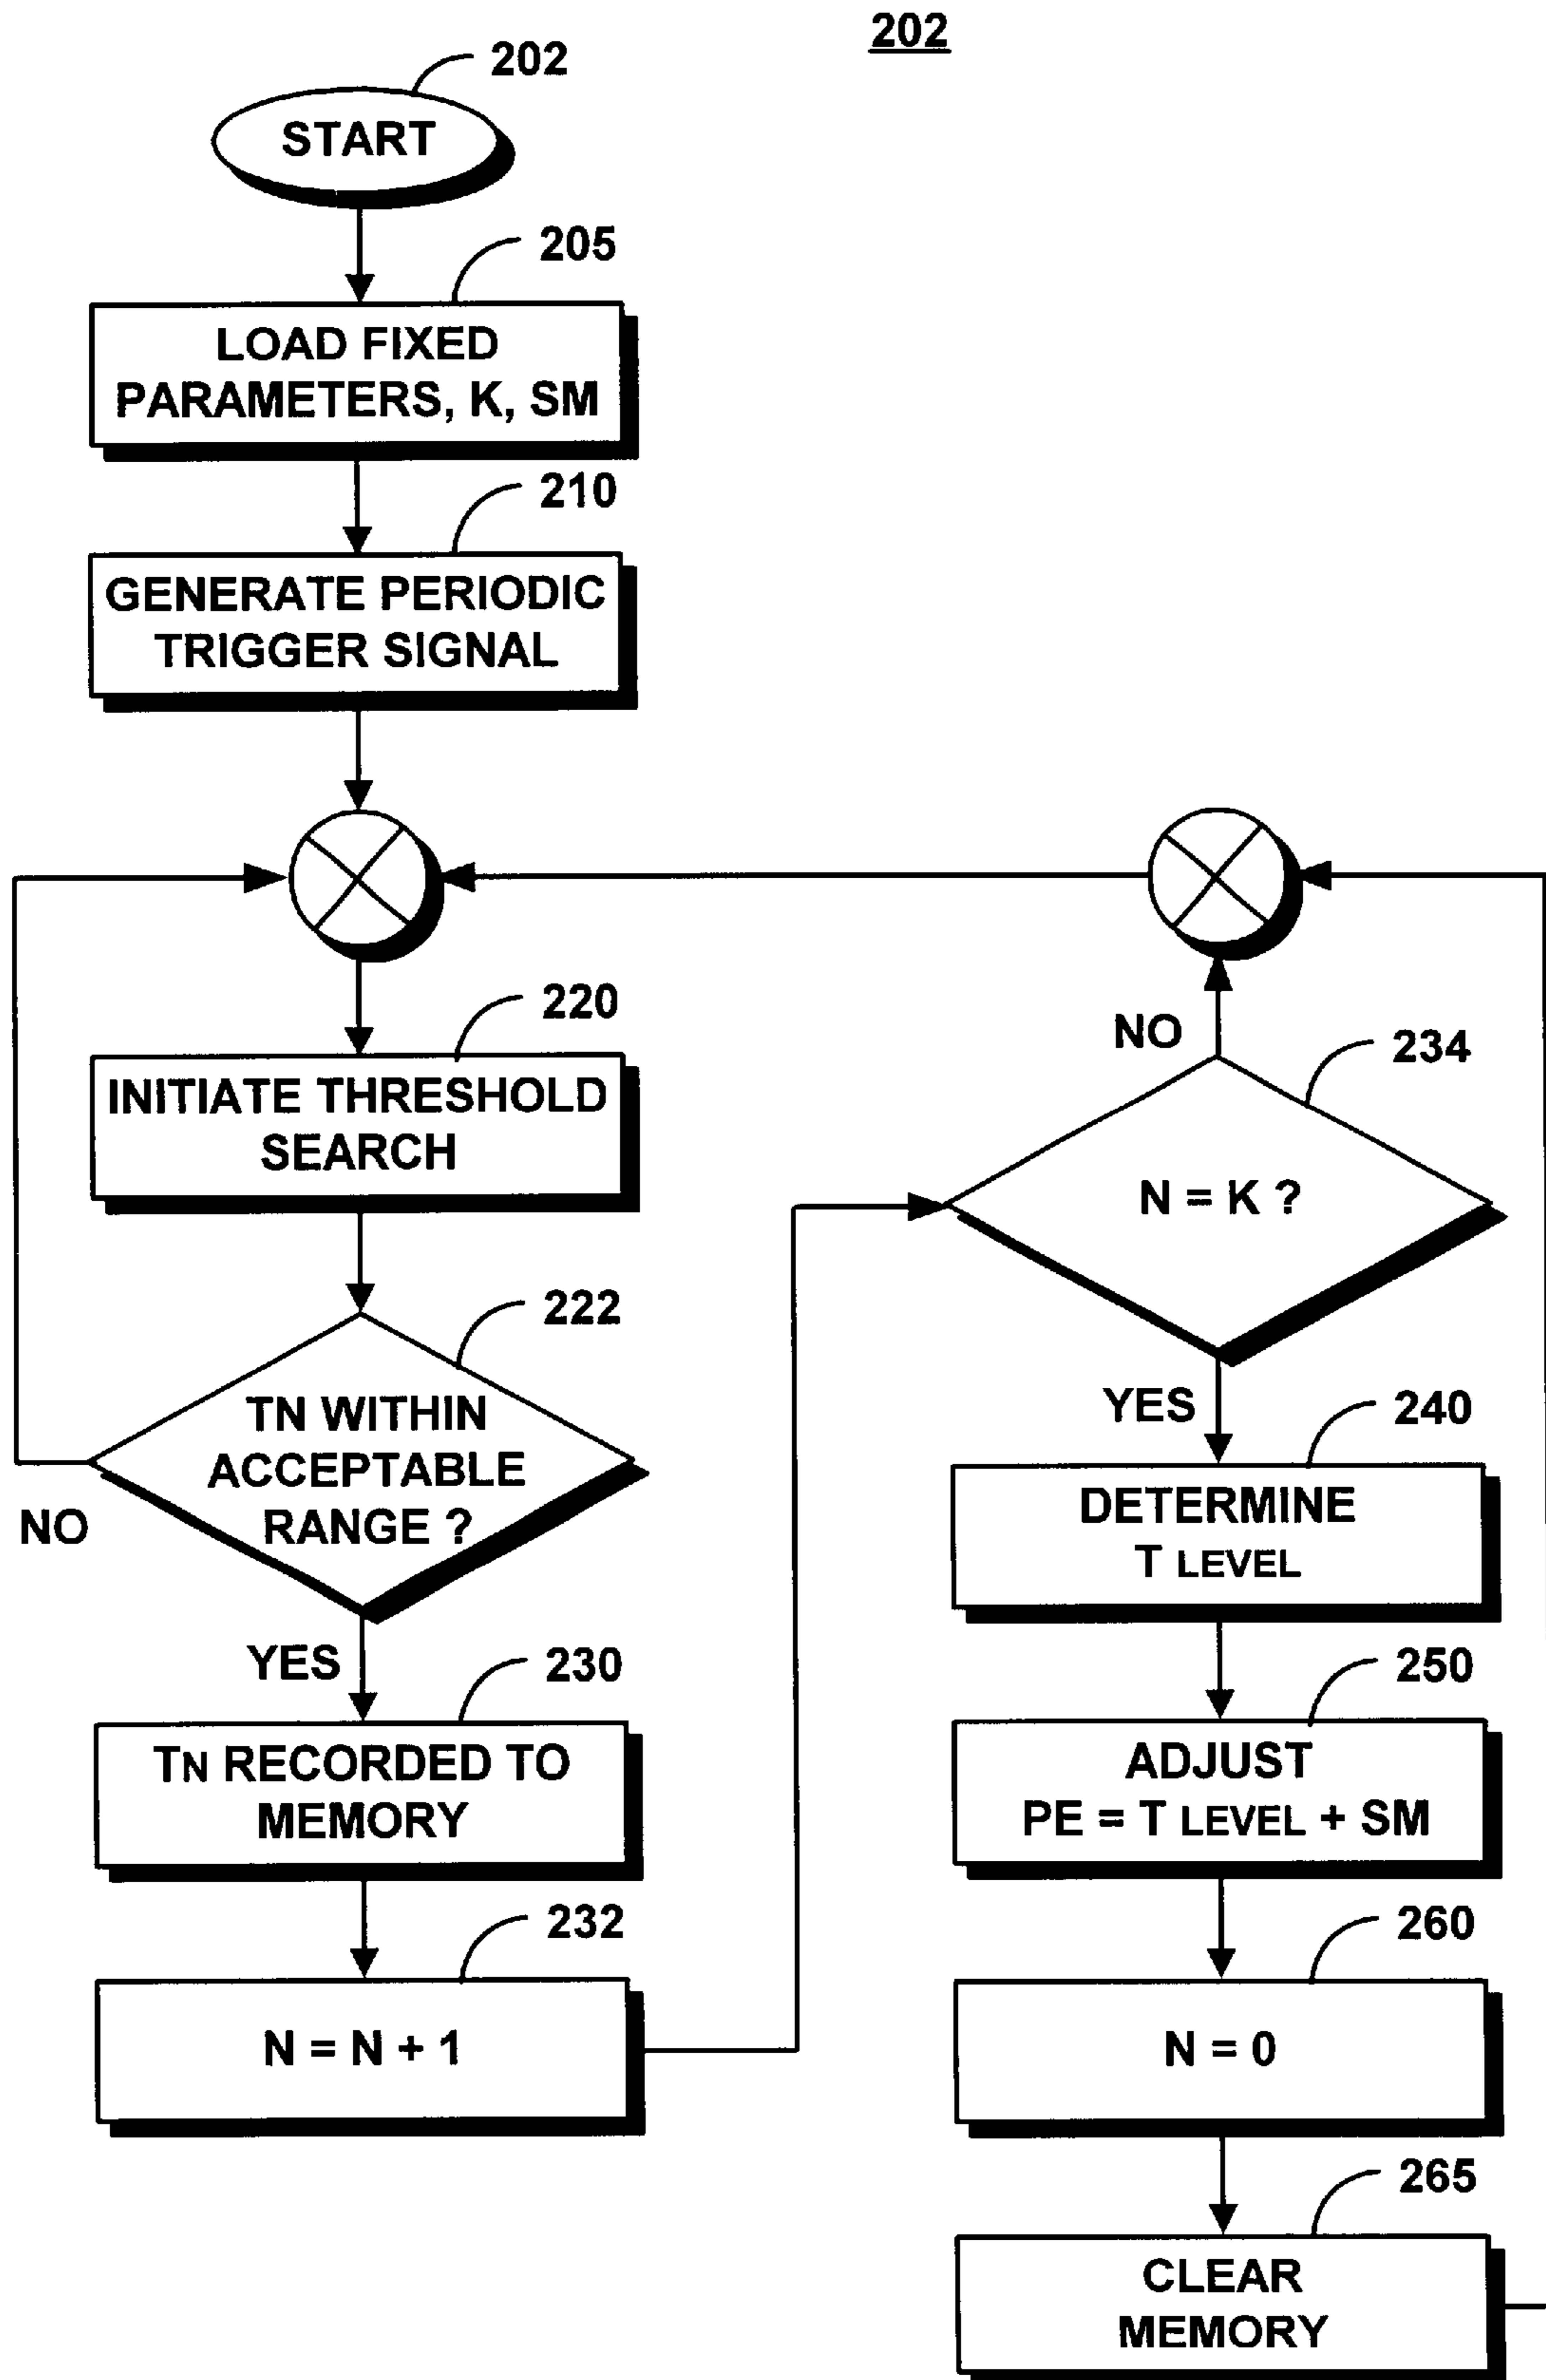 202
202
START
205
LOAD FIXED
PARAMETERS, K, SM
210
GENERATE PERIODIC
TRIGGER SIGNAL
220
INITIATE THRESHOLD
SEARCH
222
TN WITHIN
ACCEPTABLE
RANGE ?
NO
YES
230
TN RECORDED TO
MEMORY
232
N = N + 1
NO
234
N = K ?
YES
240
DETERMINE
T LEVEL
250
ADJUST
PE = T LEVEL + SM
260
N = 0
265
CLEAR
MEMORY